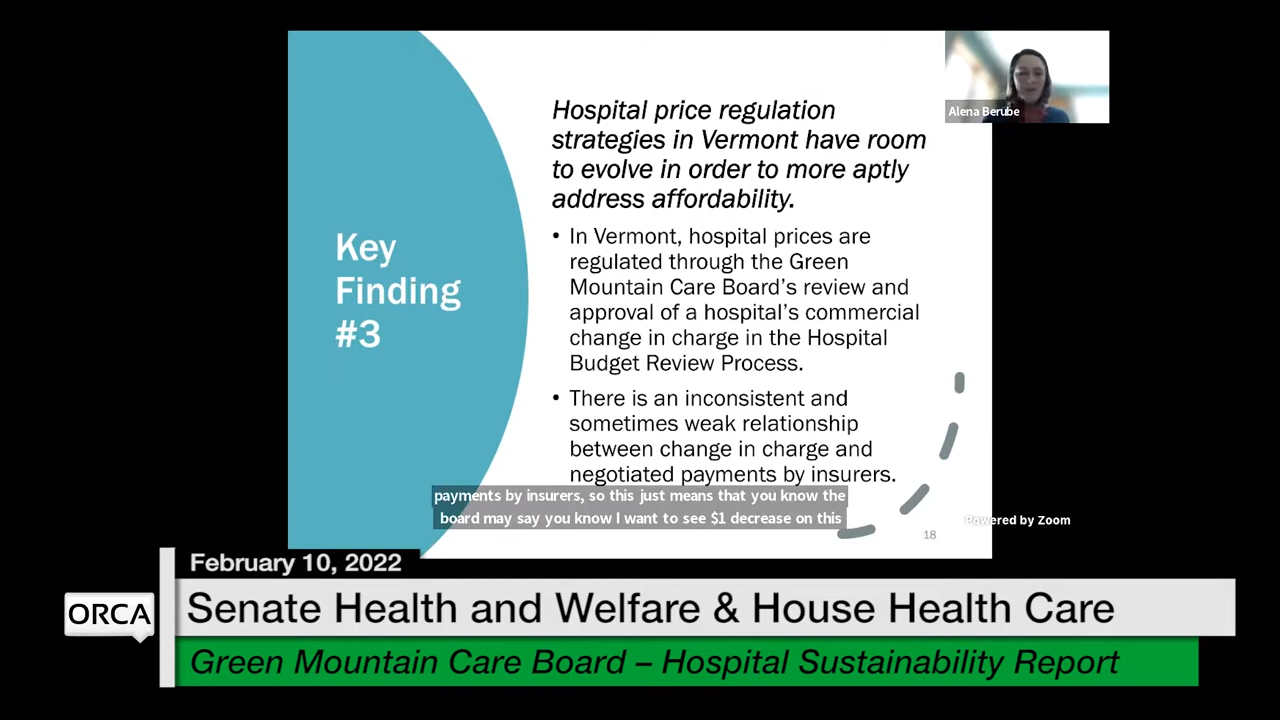 Alena Berube
Hospital price regulation
strategies in Vermont have room
to evolve in order to more aptly
address affordability.
Key
Finding
#3
• In Vermont, hospital prices are
regulated through the Green
Mountain Care Board's review and
approval of a hospital's commercial
change in charge in the Hospital
Budget Review Process.
• There is an inconsistent and
sometimes weak relationship
between change in charge and
negotiated payments by insurers.
payments by insurers, so this just means that you know the
board may say you know I want to see $1 decrease on this
Powered by Zoom
18
February 10, 2022
ORCA
Senate Health and Welfare & House Health Care
Green Mountain Care Board – Hospital Sustainability Report